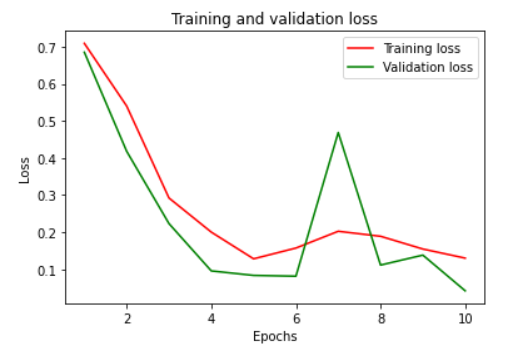 Training and validation loss
Training loss
Validation loss
0.7
0.6
0.5
0.4
0.3
0.2
0.1
Loss
2
4
6
8
10
Epochs